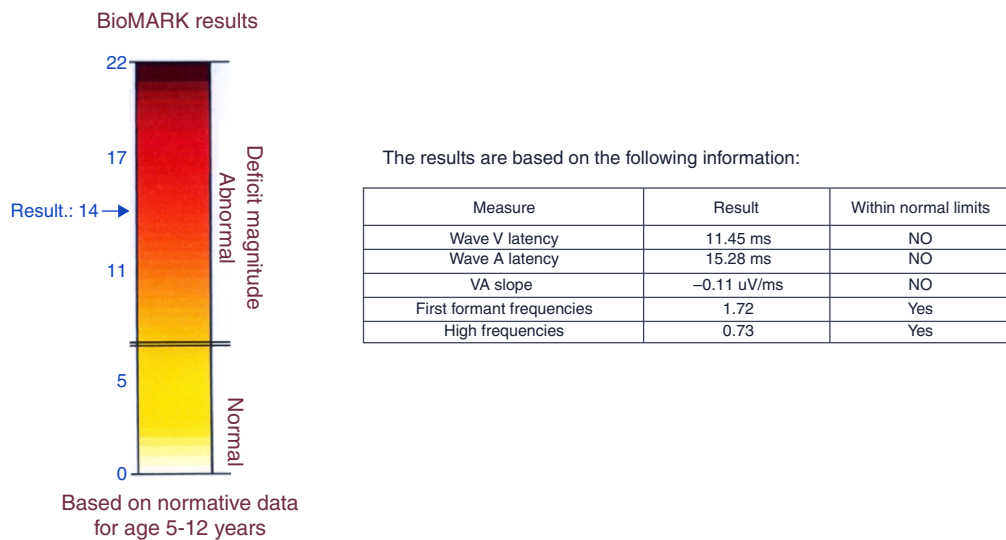 BioMARK results
22
17
Result.: 14
11
5
0
Deficit magnitude
Abnormal
Normal
Based on normative data
for age 5-12 years
The results are based on the following information:
Measure Result Within normal limits
Wave V latency 11.45 ms NO
Wave A latency 15.28 ms NO
VA slope –0.11 uV/ms NO
First formant frequencies 1.72 Yes
High frequencies 0.73 Yes